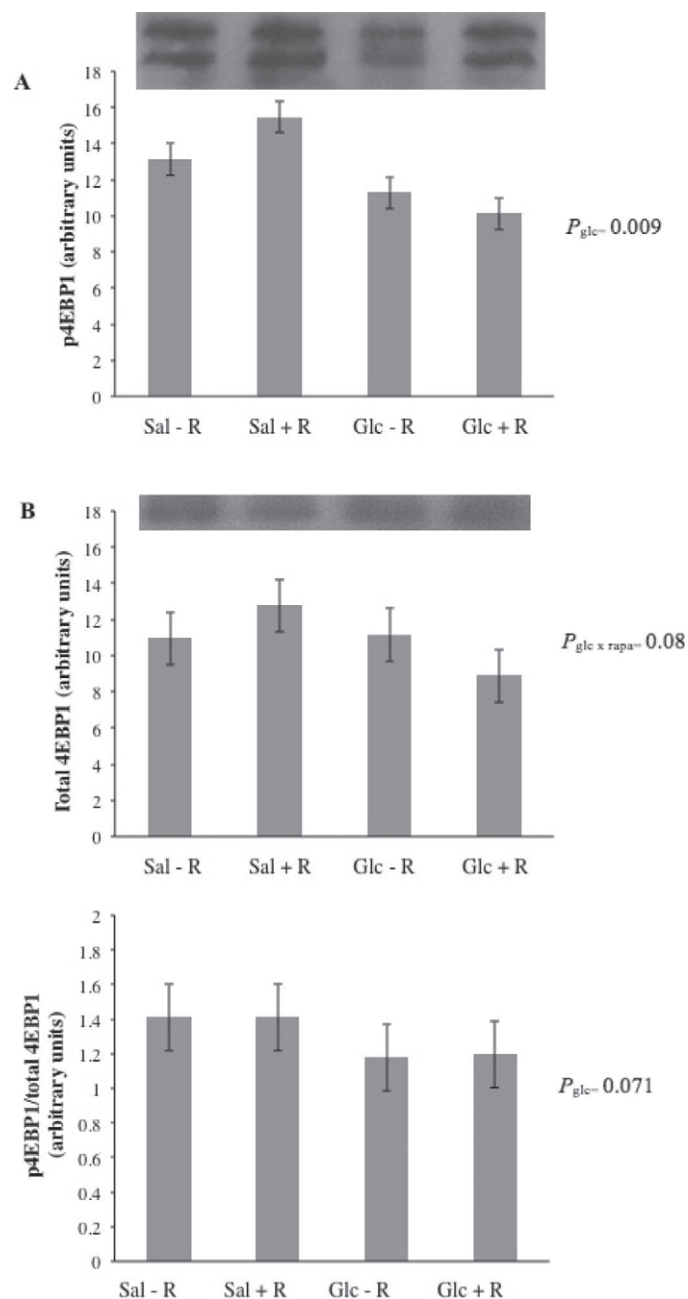 A
18
16
14
12
10
8
6
4
2
0
p4EBP1 (arbitrary units)
Sal - R Sal + R Glc - R Glc + R
Pglc= 0.009
B
18
16
14
12
10
8
6
4
2
0
Total 4EBP1 (arbitrary units)
Sal - R Sal + R Glc - R Glc + R
Pglc x rapa= 0.08
2
1.8
1.6
1.4
1.2
1
0.8
0.6
0.4
0.2
0
p4EBP1/total 4EBP1
(arbitrary units)
Sal - R Sal + R Glc - R Glc + R
Pglc= 0.071